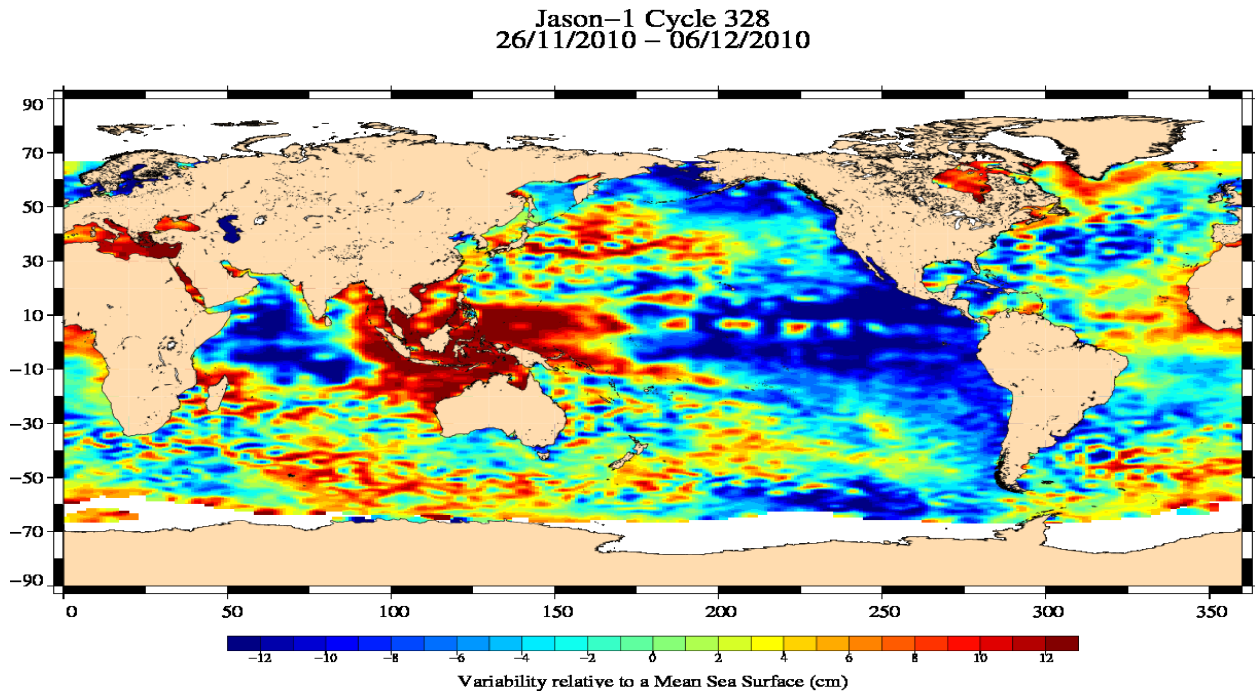 Jason−1 Cycle 328
26/11/2010 − 06/12/2010
90
70
50
30
10
−10
−30
−50
−70
−90
0 50 100 150 200 250 300 350
−12 −10 −8 −6 −4 −2 0 2 4 6 8 10 12
Variability relative to a Mean Sea Surface (cm)